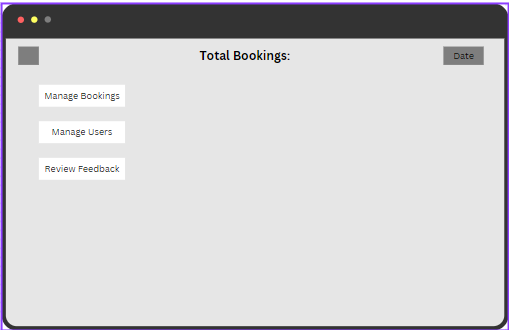 Total Bookings:
Date
Manage Bookings
Manage Users
Review Feedback